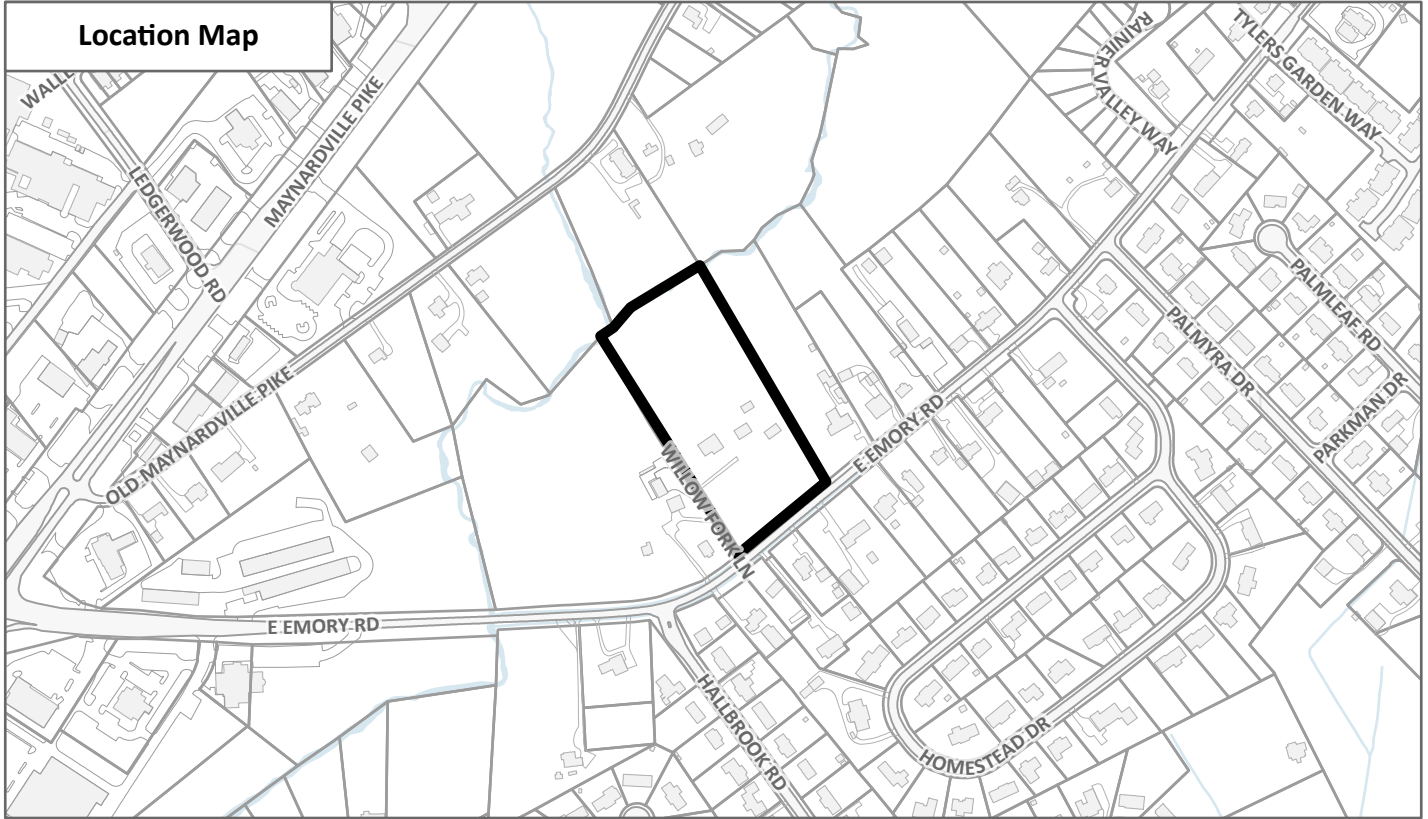 Location Map
RAINIER VALLEY WAY
TYLERS GARDEN WAY
MAYNARDVILLE PIKE
LEDGERWOOD RD
PALMLEAF RD
PALMYRA DR
PARKMAN DR
OLD MAYNARDVILLE PIKE
E EMORY RD
WILLOW FORK LN
E EMORY RD
HALLBROOK RD
HOMESTEAD DR